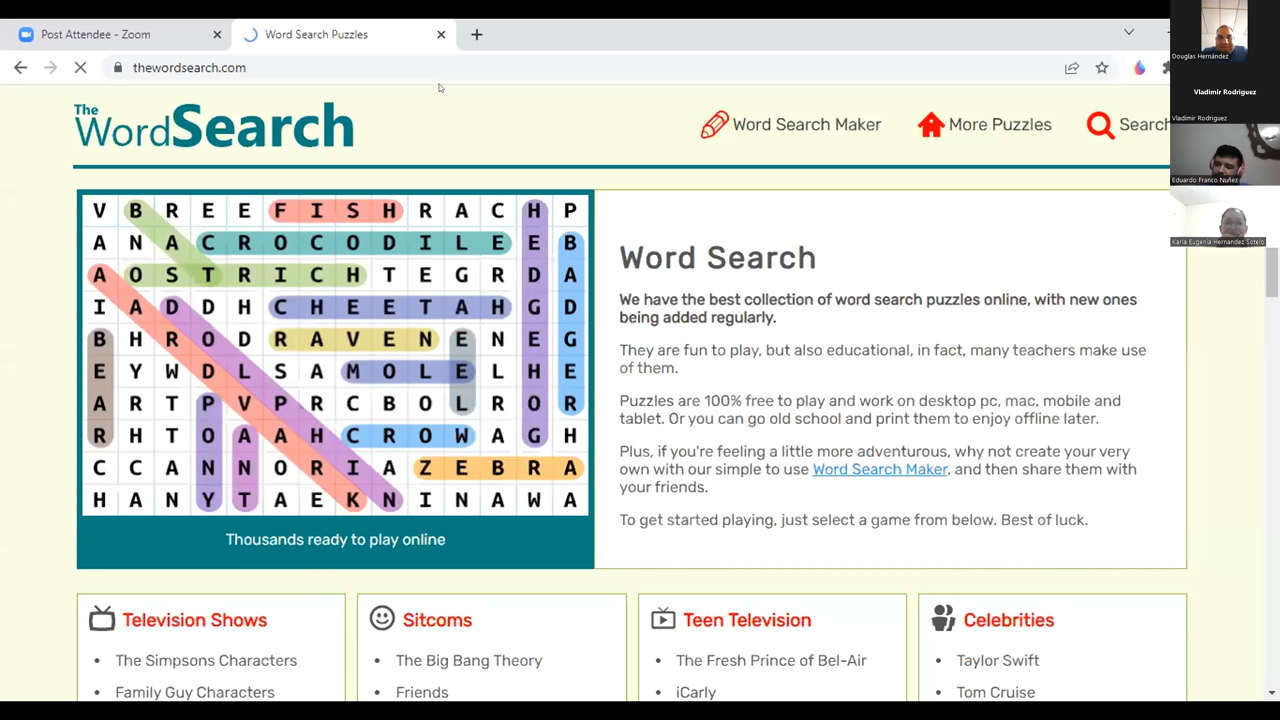 Post Attendee - Zoom
Word Search Puzzles
thewordsearch.com
The WordSearch
Word Search Maker
More Puzzles
Search
V B R E E F I S H R A C H P
A N A C R O C O D I L E E B
A O S T R I C H T E G R D A
I A D D H C H E E T A H G D
B H R O D R A V E N E N E G
E Y W D L S A M O L E L H E
A R T P V P R C B O L R O R
R H T O A A H C R O W A G H
C C A N N O R I A Z E B R A
H A N Y T A E K N I N A W A
Thousands ready to play online
Word Search
We have the best collection of word search puzzles online, with new ones
being added regularly.
They are fun to play, but also educational, in fact, many teachers make use
of them.
Puzzles are 100% free to play and work on desktop pc, mac, mobile and
tablet. Or you can go old school and print them to enjoy offline later.
Plus, if you're feeling a little more adventurous, why not create your very
own with our simple to use Word Search Maker, and then share them with
your friends.
To get started playing, just select a game from below. Best of luck.
Television Shows
The Simpsons Characters
Family Guy Characters
Sitcoms
The Big Bang Theory
Friends
Teen Television
The Fresh Prince of Bel-Air
iCarly
Celebrities
Taylor Swift
Tom Cruise
Douglas Hernández
Vladimir Rodriguez
Vladimir Rodriguez
Eduardo Franco Nuñez
Karla Eugenia Hernandez Sotelo